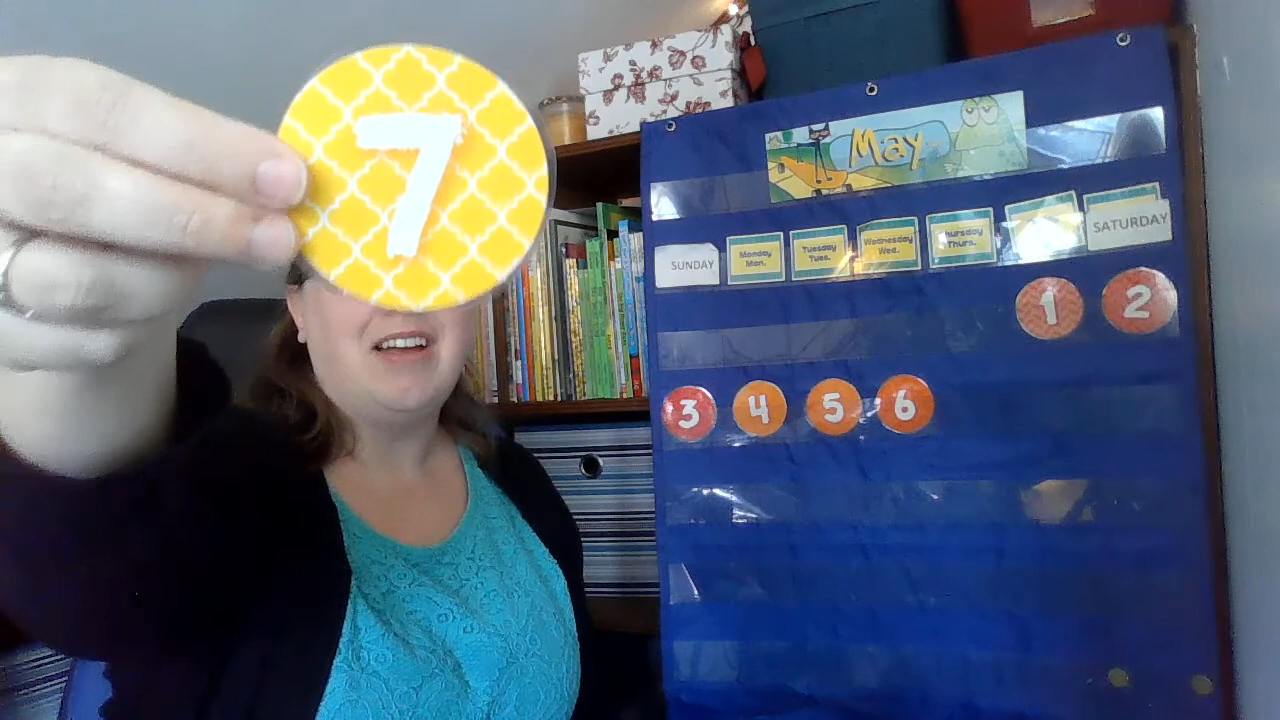 7
May
SUNDAY
Monday
Mon.
Tuesday
Tues.
Wednesday
Wed.
Thursday
Thurs.
SATURDAY
1 2
3 4 5 6